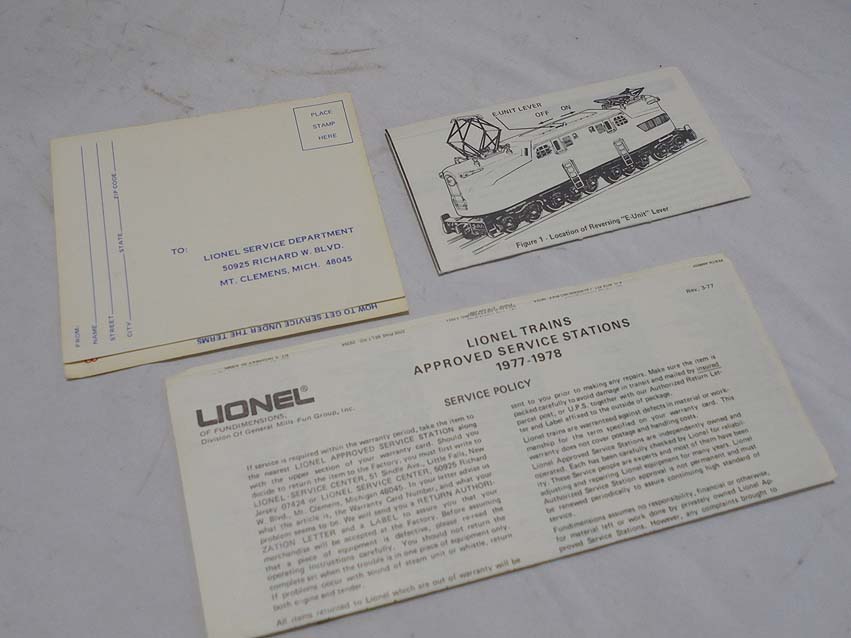 PLACE
STAMP
HERE
FROM:
NAME
STREET
CITY STATE ZIP CODE
TO: LIONEL SERVICE DEPARTMENT
50925 RICHARD W. BLVD.
MT. CLEMENS, MICH. 48045
HOW TO GET SERVICE UNDER THE TERMS
E-UNIT LEVER
OFF ON
Figure 1 - Location of Reversing "E-Unit" Lever
Rev. 3-77
LIONEL TRAINS
APPROVED SERVICE STATIONS
1977-1978
SERVICE POLICY
LIONEL®
OF FUNDIMENSIONS,
Division Of General Mills Fun Group, Inc.
If service is required within the warranty period, take the item to
the nearest LIONEL APPROVED SERVICE STATION along
with the upper section of your warranty card. Should you
decide to return the item to the Factory, you must first write to
LIONEL SERVICE CENTER, 51 Sindle Ave., Little Falls, New
Jersey 07424 or LIONEL SERVICE CENTER, 50925 Richard
W. Blvd., Mt. Clemens, Michigan 48045. In your letter advise us
what the article is, the Warranty Card Number, and what your
problem seems to be. We will send you a RETURN AUTHORI-
ZATION LETTER and a LABEL to assure you that your
merchandise will be accepted at the Factory. Before assuming
that a piece of equipment is defective, please reread the
operating instructions carefully. You should not return the
complete set when the trouble is in one piece of equipment only.
If problems occur with sound of steam unit or whistle, return
both engine and tender.
All items returned to Lionel which are out of warranty will be
sent to you prior to making any repairs. Make sure the item is
packed carefully to avoid damage in transit and mailed by insured
parcel post, or U.P.S. together with our Authorized Return Let-
ter and Label affixed to the outside of package.
Lionel trains are warranteed against defects in material or work-
manship for the term specified on your warranty card. This
warranty does not cover postage and handling costs.
Lionel Approved Service Stations are independently owned and
operated. Each has been carefully checked by Lionel for reliabil-
ity. These Service people are experts and most of them have been
adjusting and repairing Lionel equipment for many years. Lionel
Authorized Service Station approval is not permanent and must
be renewed periodically to assure continuing high standard of
service.
Fundimensions assumes no responsibility, financial or otherwise,
for material left or work done by privately owned Lionel Ap-
proved Service Stations. However, any complaints brought to